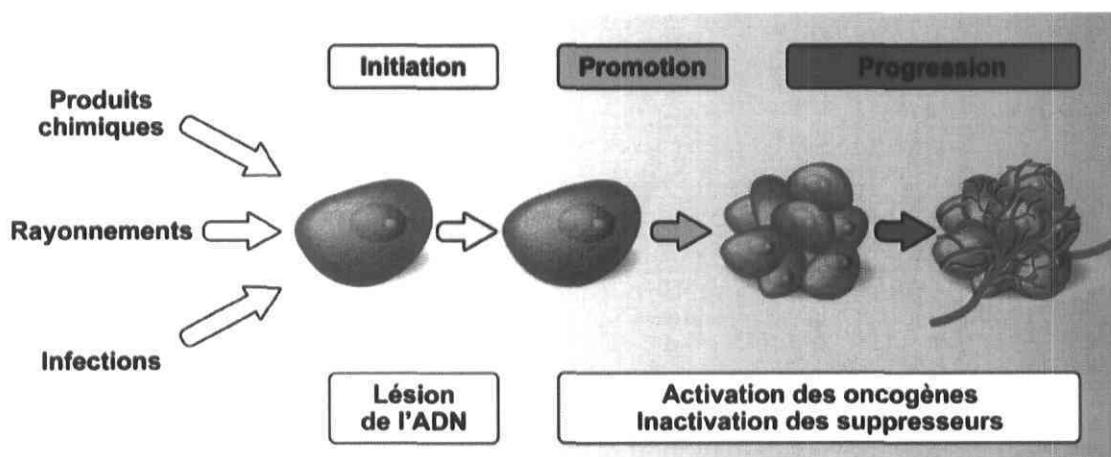 Initiation
Promotion
Progression
Produits
chimiques
Rayonnements
Infections
Lésion
de l'ADN
Activation des oncogènes
Inactivation des suppresseurs